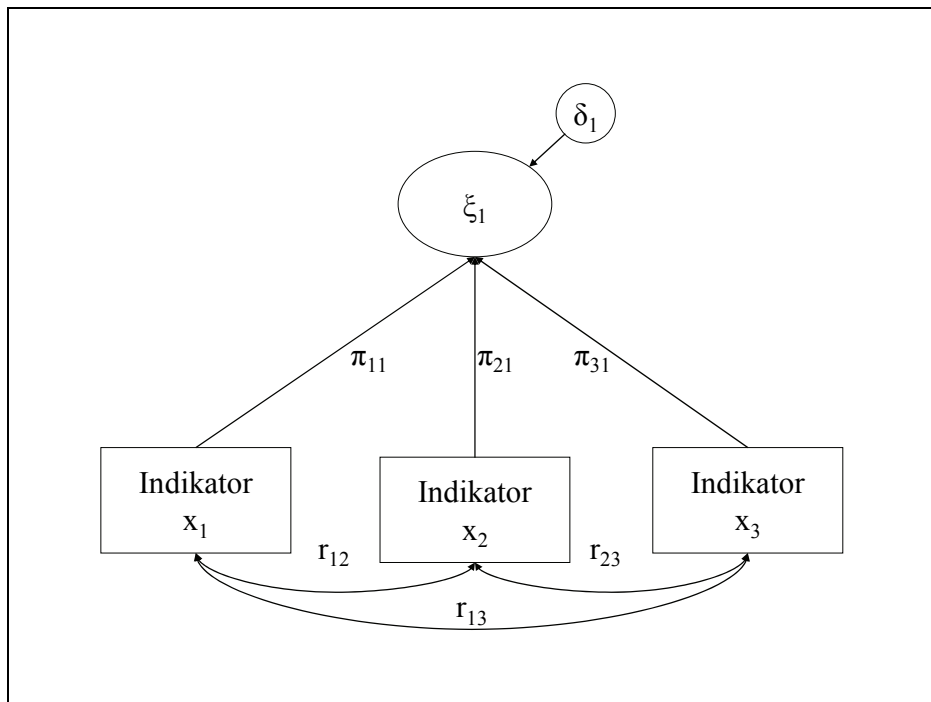 δ₁
ξ₁
π₁₁
π₂₁
π₃₁
Indikator
x₁
Indikator
x₂
Indikator
x₃
r₁₂
r₂₃
r₁₃